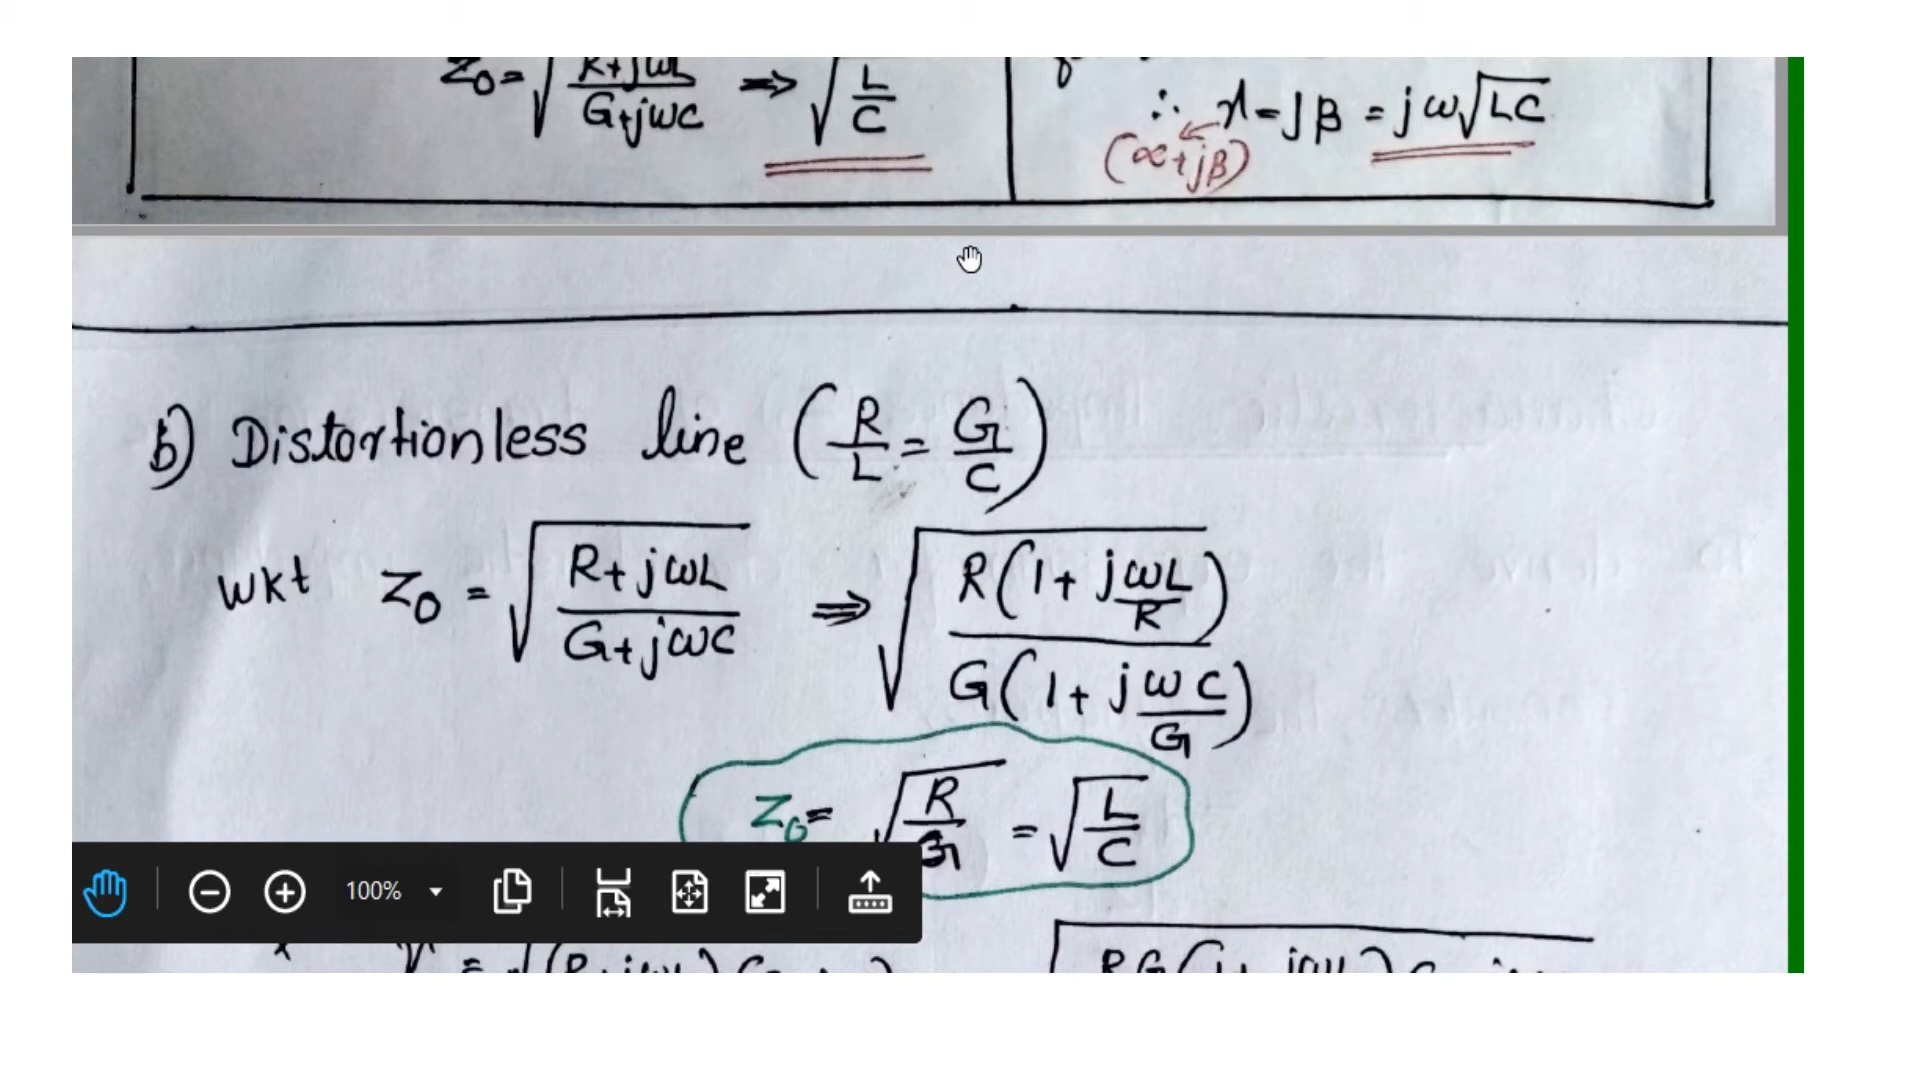 Z0 = √(R+jωL / G+jωC) ⇒ √(L/C)
∴ γ = jβ = jω√LC
(α+jβ)
b) Distortionless line (R/L = G/C)
wkt Z0 = √(R+jωL / G+jωC) ⇒ √(R(1+jωL/R) / G(1+jωC/G))
Z0 = √(R/G) = √(L/C)
100%